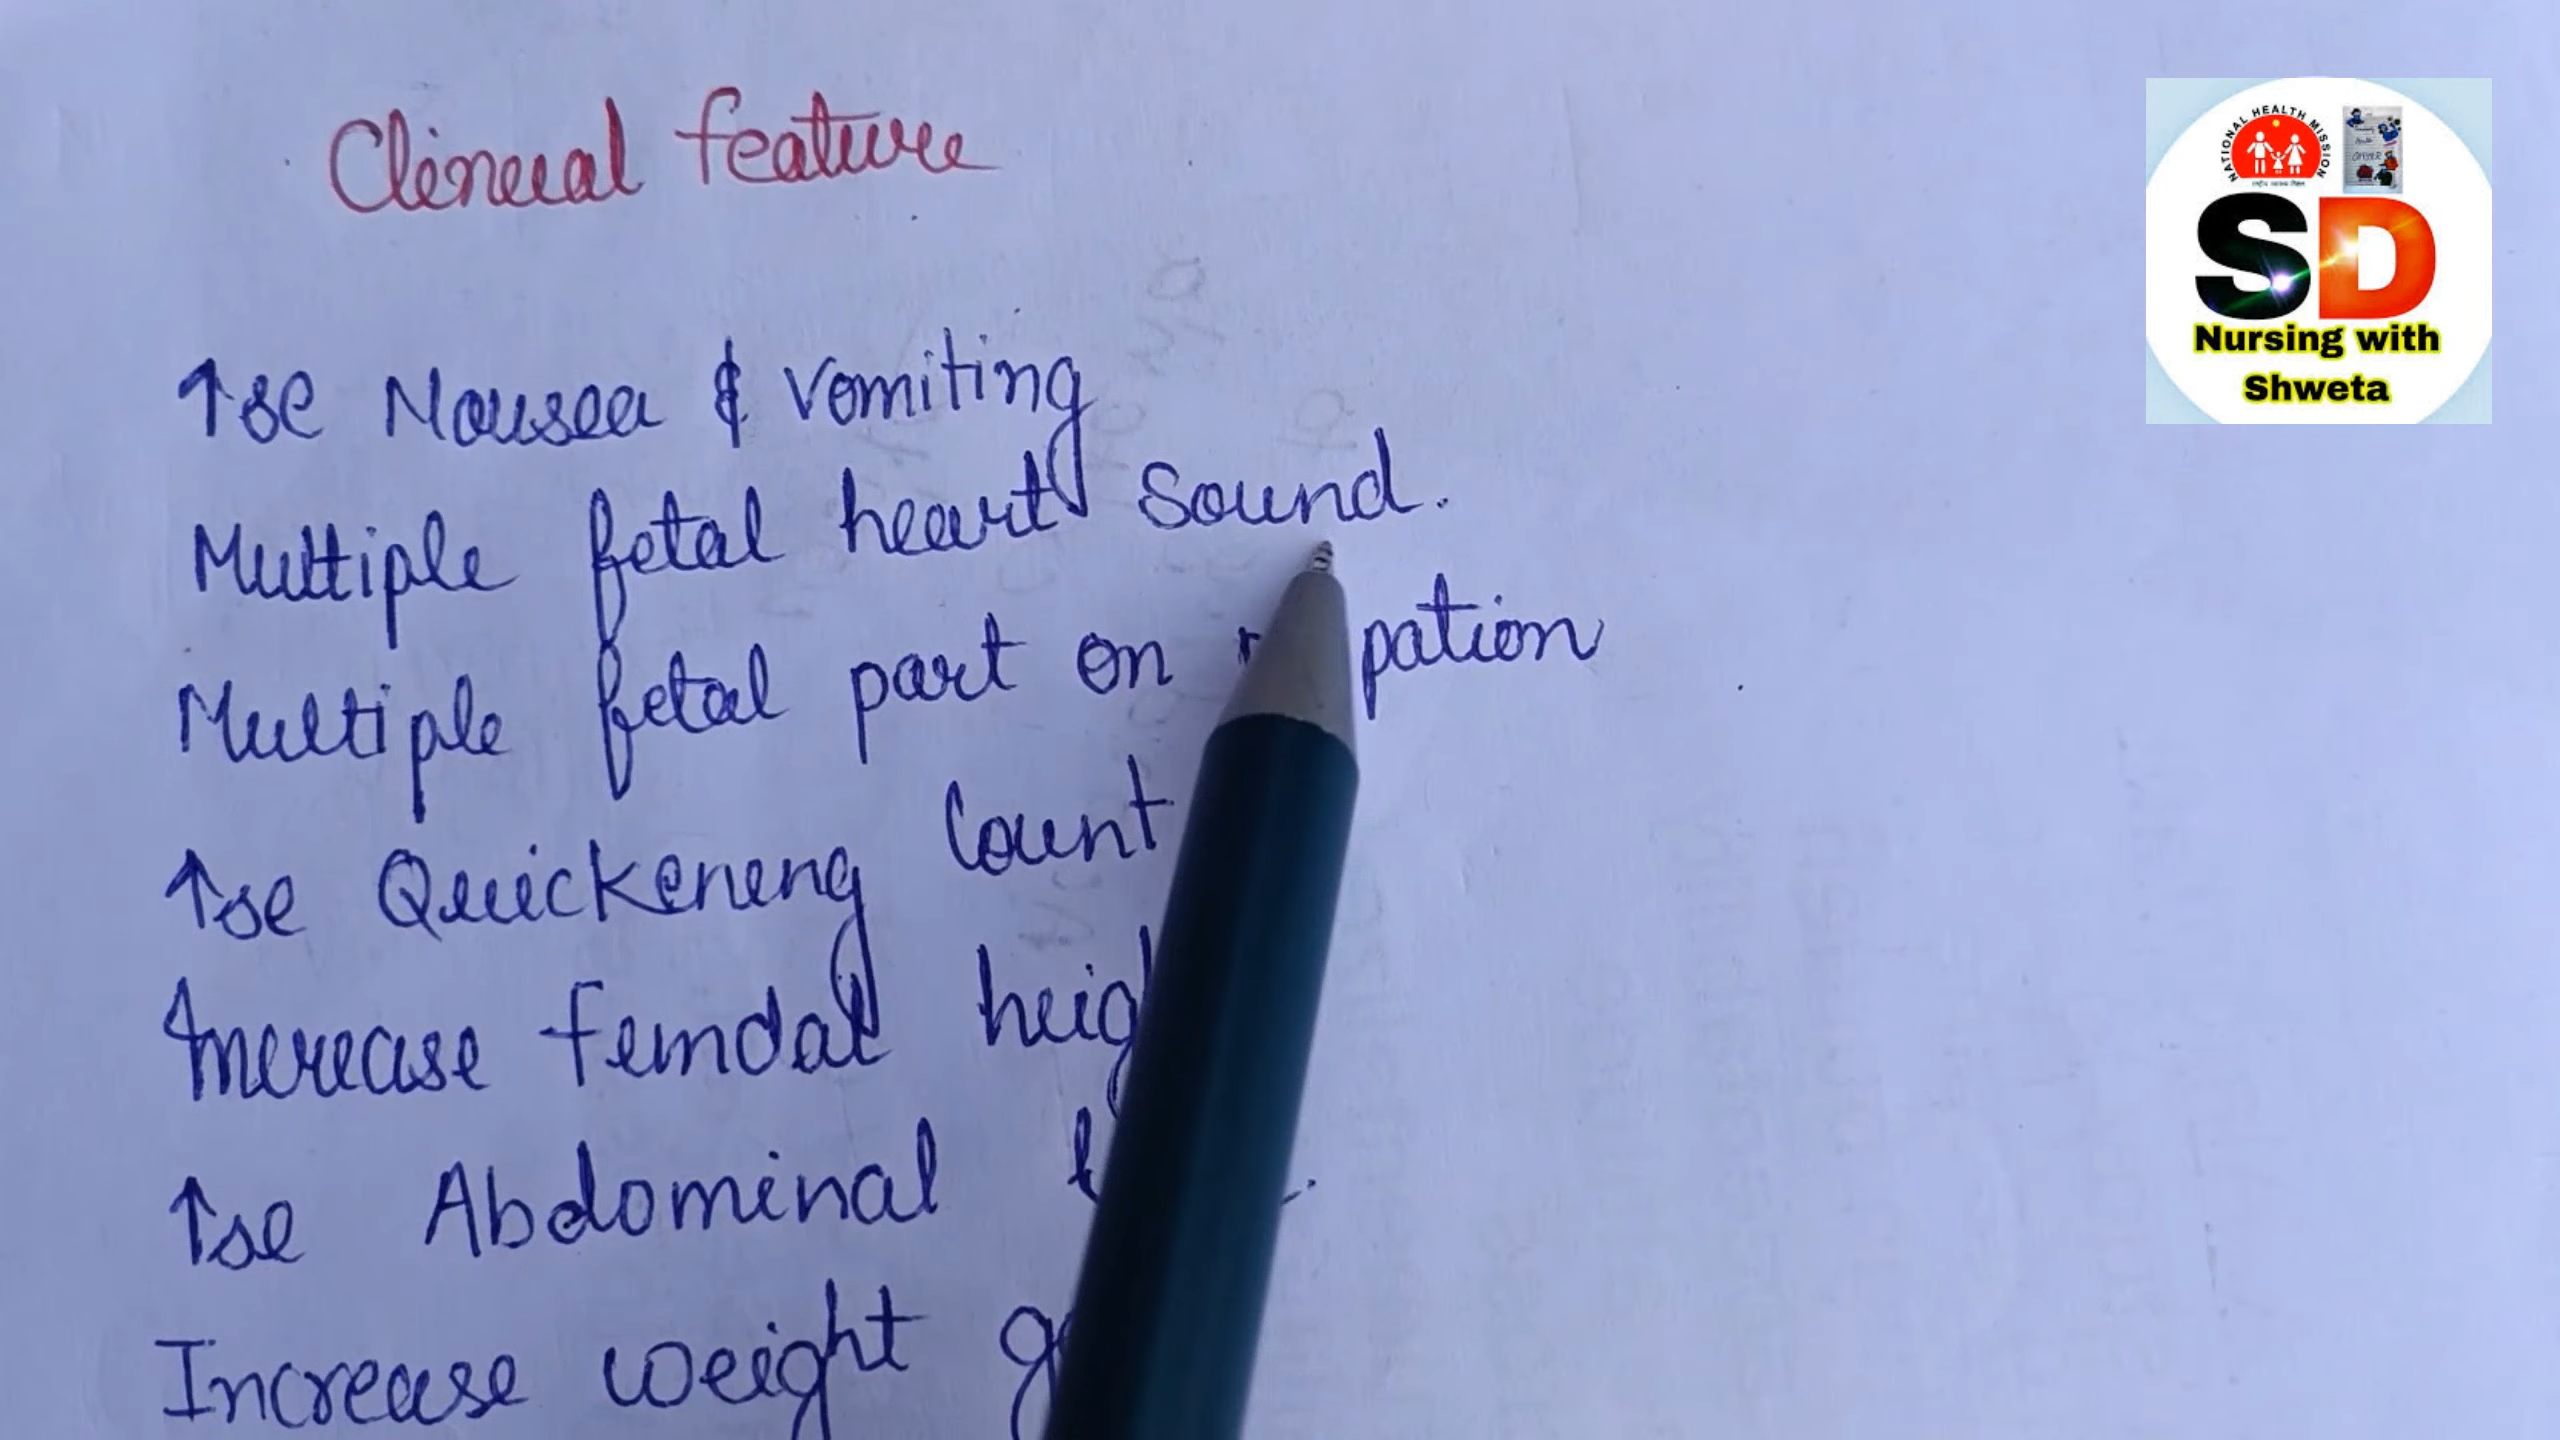 Clinical feature
↑se Nausea & vomiting
Multiple fetal heart sound.
Multiple fetal part on pation
↑se Quickening Count
Increase fundal heig
↑se Abdominal
Increase weight g
NATIONAL HEALTH MISSION
SD
Nursing with
Shweta